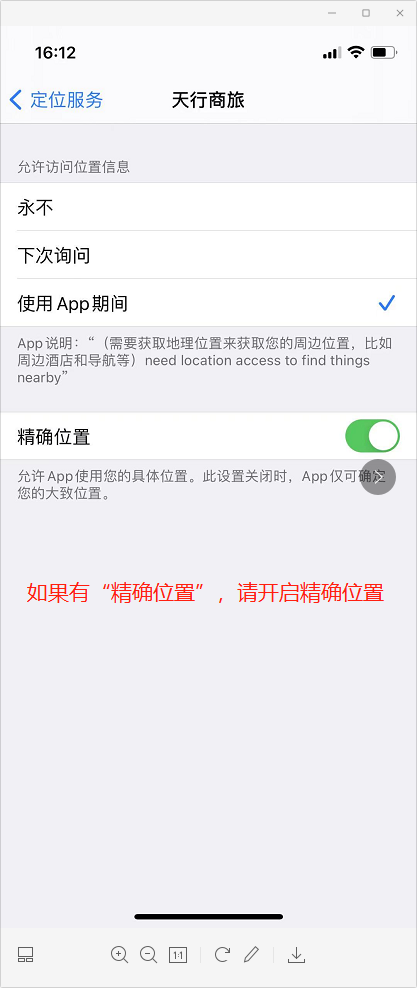 16:12
定位服务 天行商旅
允许访问位置信息
永不
下次询问
使用 App 期间
App 说明：“（需要获取地理位置来获取您的周边位置，比如
周边酒店和导航等）need location access to find things
nearby”
精确位置
允许 App 使用您的具体位置。此设置关闭时，App 仅可确定
您的大致位置。
如果有“精确位置”，请开启精确位置
1:1